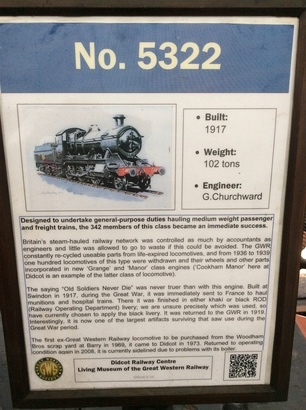 No. 5322
• Built:
1917
• Weight:
102 tons
• Engineer:
G.Churchward
Designed to undertake general-purpose duties hauling medium weight passenger
and freight trains, the 342 members of this class became an immediate success.
Britain's steam-hauled railway network was controlled as much by accountants as
engineers and little was allowed to go to waste if this could be avoided. The GWR
constantly re-cycled useable parts from life-expired locomotives, and from 1936 to 1939
one hundred locomotives of this type were withdrawn and their wheels and other parts
incorporated in new 'Grange' and 'Manor' class engines ('Cookham Manor' here at
Didcot is an example of the latter class of locomotive).
The saying "Old Soldiers Never Die" was never truer than with this engine. Built at
Swindon in 1917, during the Great War, it was immediately sent to France to haul
munitions and hospital trains. There it was finished in either khaki or black ROD
(Railway Operating Department) livery; we are unsure precisely which was used, so
have currently chosen to apply the black livery. It was returned to the GWR in 1919.
Interestingly, it is now one of the largest artifacts surviving that saw use during the
Great War period.
The first ex-Great Western Railway locomotive to be purchased from the Woodham
Bros scrap yard at Barry in 1969, it came to Didcot in 1973. Returned to operating
condition again in 2008, it is currently sidelined due to problems with its boiler.
Didcot Railway Centre
Living Museum of the Great Western Railway
GWS